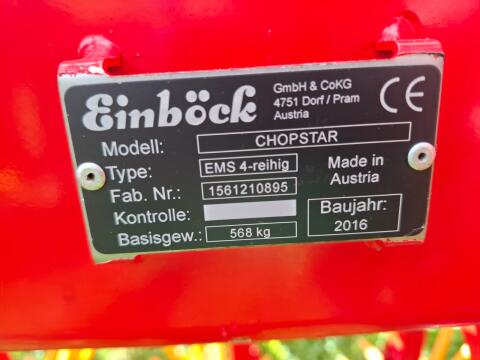 Einböck
GmbH & CoKG
4751 Dorf / Pram
Austria
CE
Modell: CHOPSTAR
Type: EMS 4-reihig
Fab. Nr.: 1561210895
Made in
Austria
Kontrolle:
Basisgew.: 568 kg
Baujahr:
2016